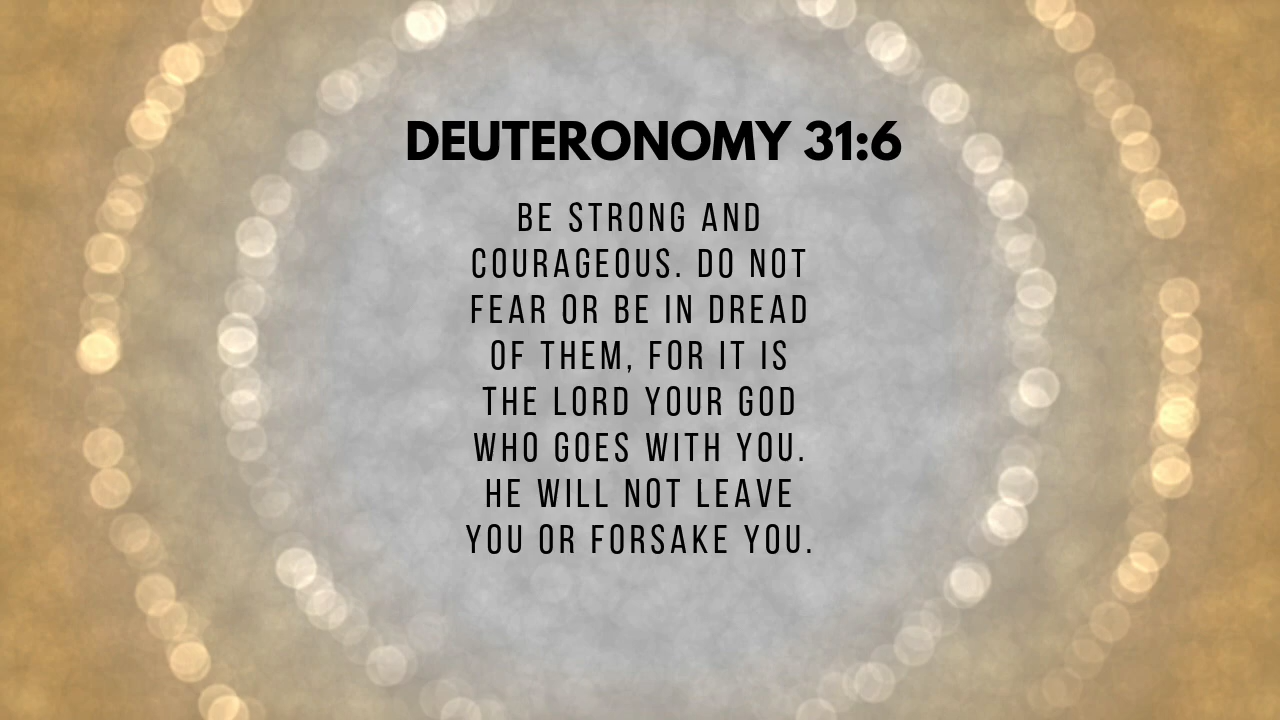 DEUTERONOMY 31:6
BE STRONG AND
COURAGEOUS. DO NOT
FEAR OR BE IN DREAD
OF THEM, FOR IT IS
THE LORD YOUR GOD
WHO GOES WITH YOU.
HE WILL NOT LEAVE
YOU OR FORSAKE YOU.